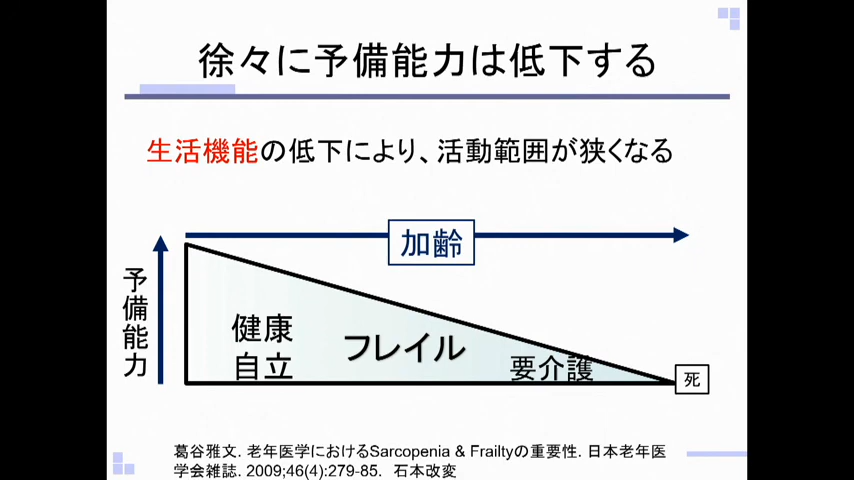 徐々に予備能力は低下する
生活機能の低下により、活動範囲が狭くなる
加齢
予備能力
健康
自立
フレイル
要介護
死
葛谷雅文. 老年医学におけるSarcopenia & Frailtyの重要性. 日本老年医
学会雑誌. 2009;46(4):279-85. 石本改変